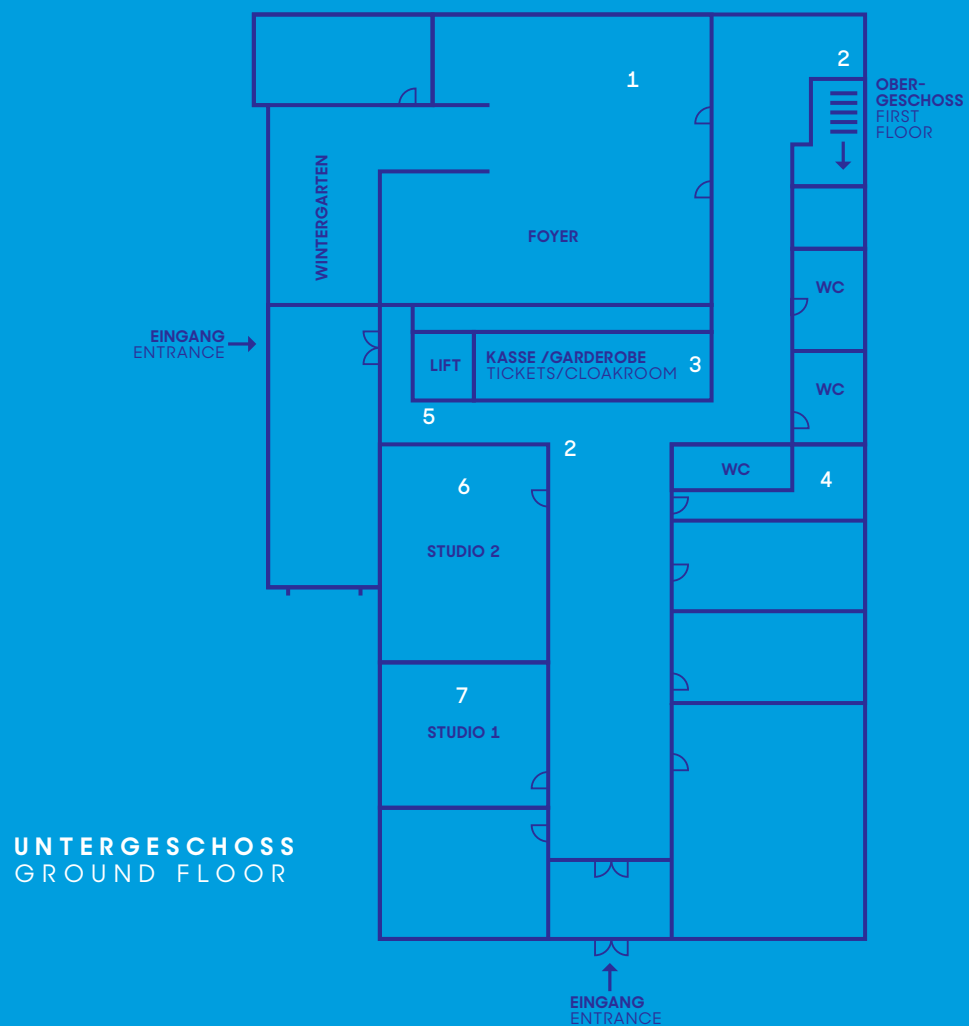 1
2
OBER-
GESCHOSS
FIRST
FLOOR
WINTERGARTEN
FOYER
WC
EINGANG
ENTRANCE
LIFT
KASSE /GARDEROBE
TICKETS/CLOAKROOM
3
WC
5
2
WC
4
6
STUDIO 2
7
STUDIO 1
UNTERGESCHOSS
GROUND FLOOR
EINGANG
ENTRANCE